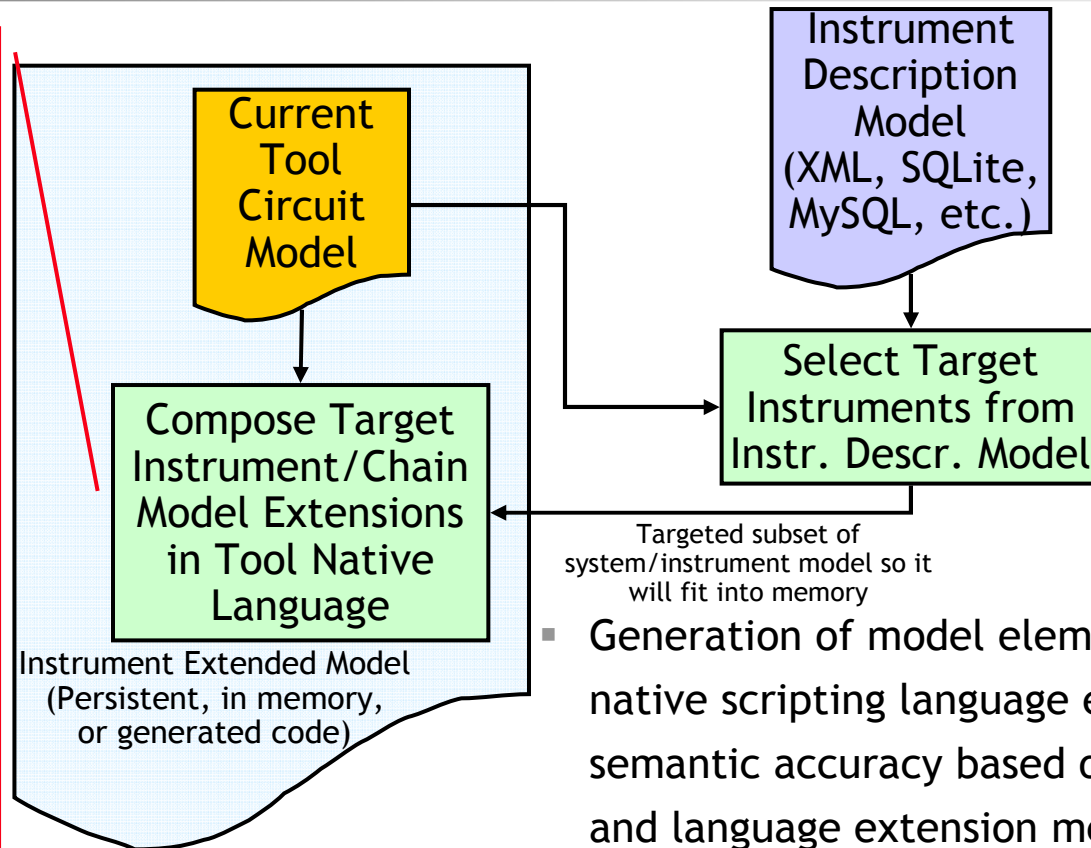 Current
Tool
Circuit
Model
Instrument
Description
Model
(XML, SQLite,
MySQL, etc.)
Select Target
Instruments from
Instr. Descr. Model
Compose Target
Instrument/Chain
Model Extensions
in Tool Native
Language
Targeted subset of
system/instrument model so it
will fit into memory
Instrument Extended Model
(Persistent, in memory,
or generated code)
▪ Generation of model
native scripting language
semantic accuracy based
and language extension